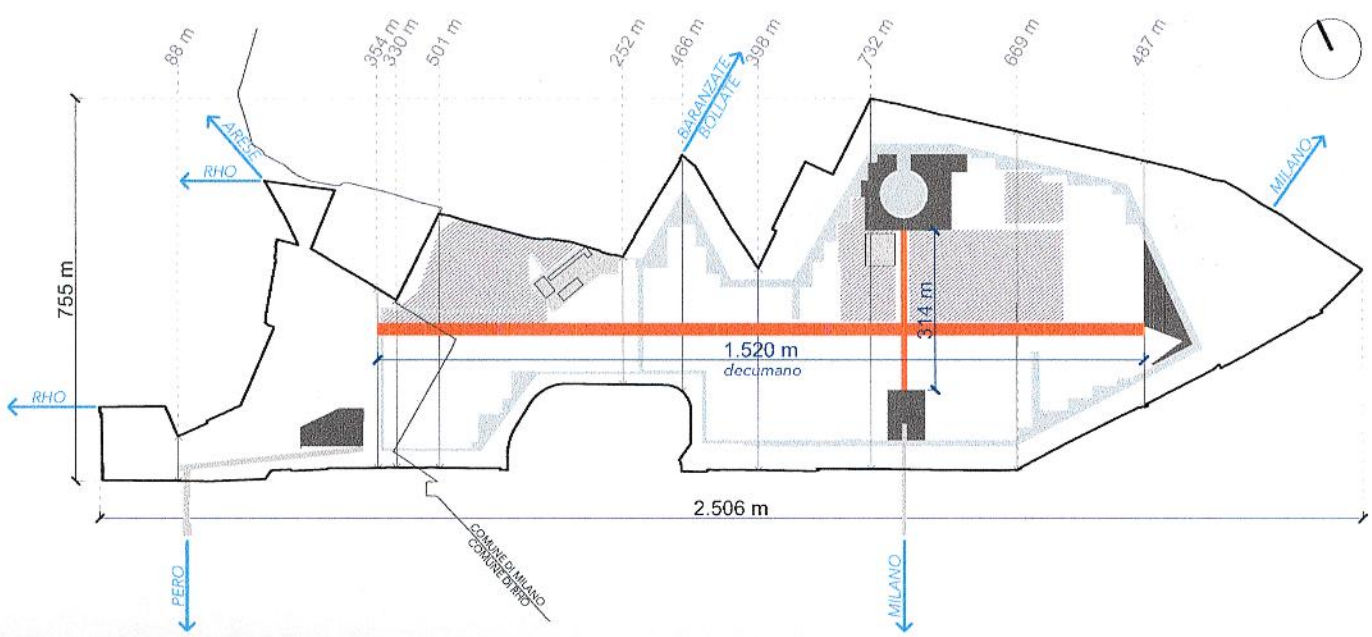 88 m
354 m
330 m
501 m
252 m
466 m
398 m
732 m
669 m
487 m
BARANZATE
BOLLATE
ARESE
RHO
MILANO
755 m
314 m
1.520 m
decumano
RHO
2.506 m
COMUNE DI MILANO
COMUNE DI RHO
PERO
MILANO